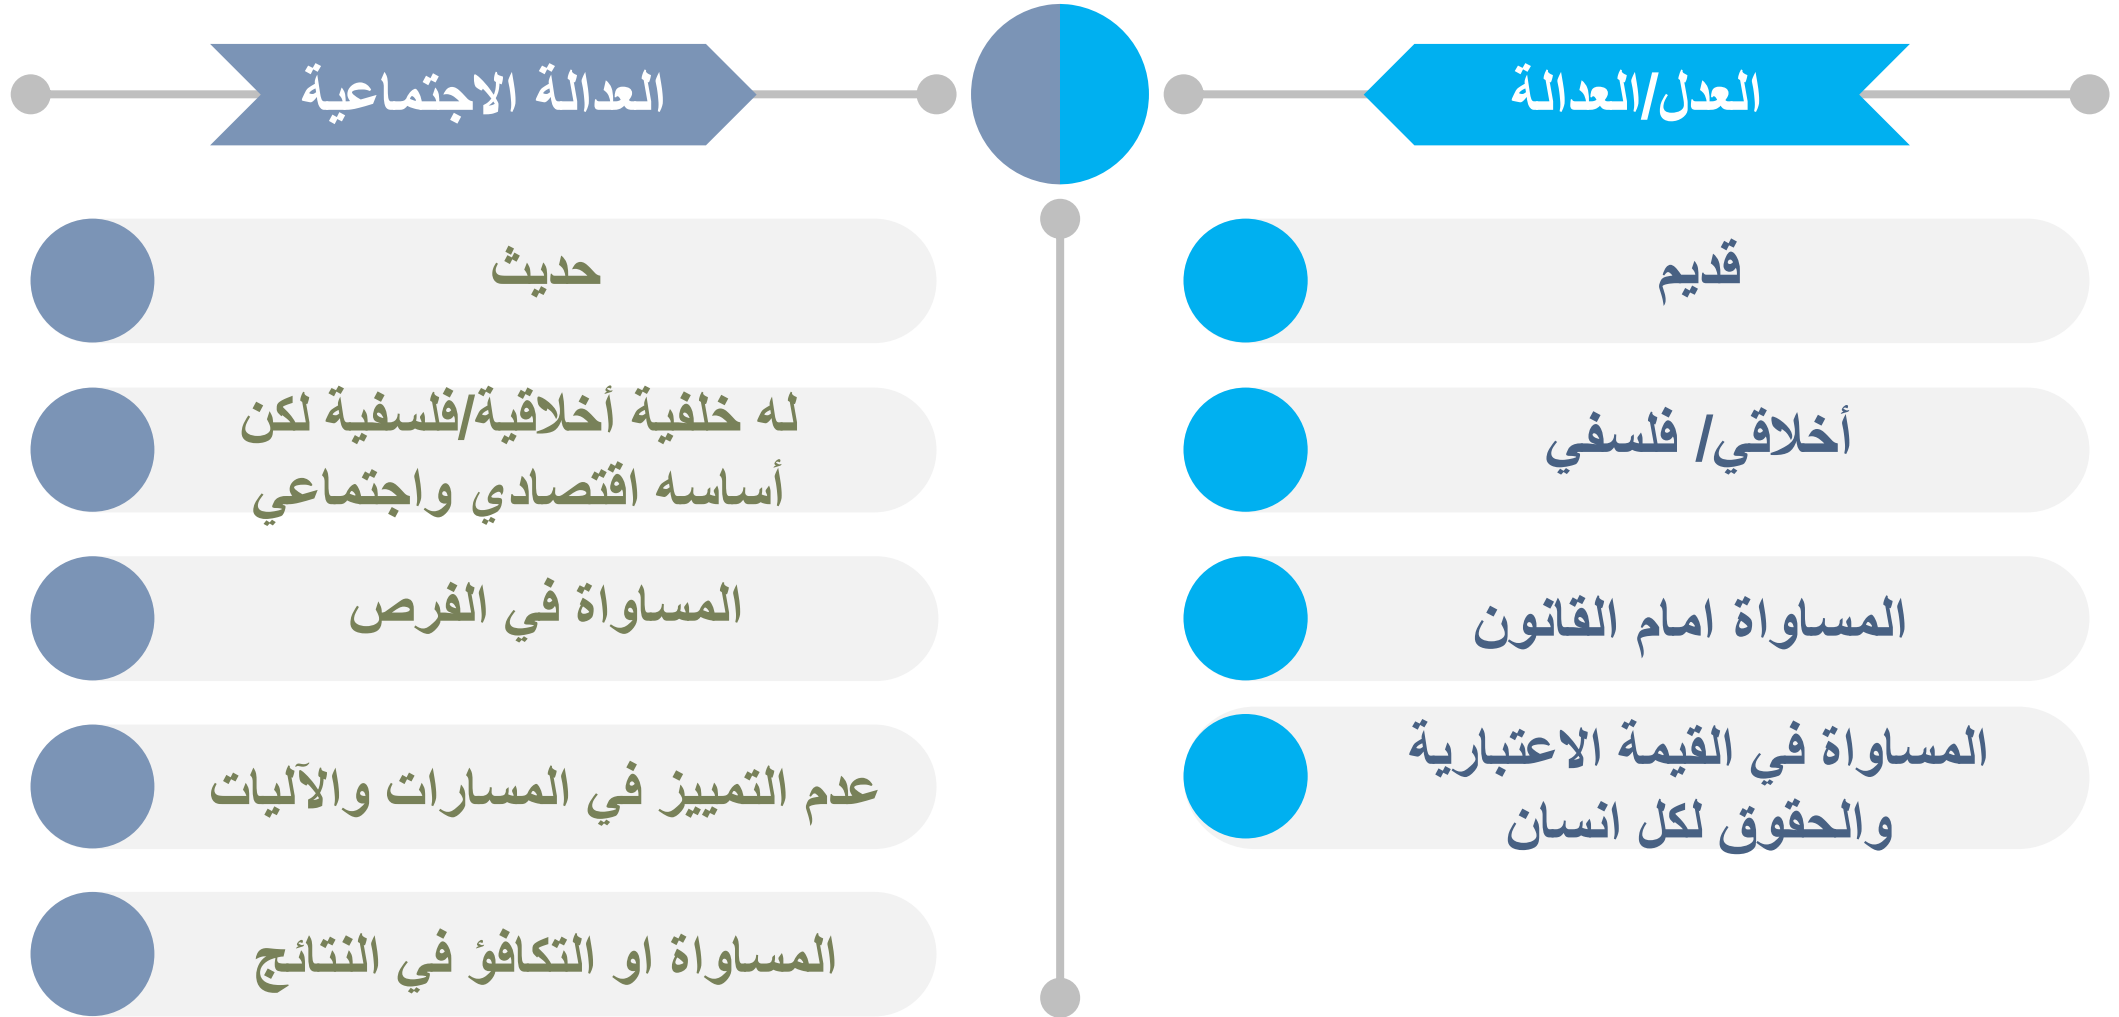 العدل/العدالة
قديم
أخلاقي/ فلسفي
المساواة امام القانون
المساواة في القيمة الاعتبارية
والحقوق لكل انسان
العدالة الاجتماعية
حديث
له خلفية أخلاقية/فلسفية لكن
أساسه اقتصادي واجتماعي
المساواة في الفرص
عدم التمييز في المسارات والآليات
المساواة او التكافؤ في النتائج